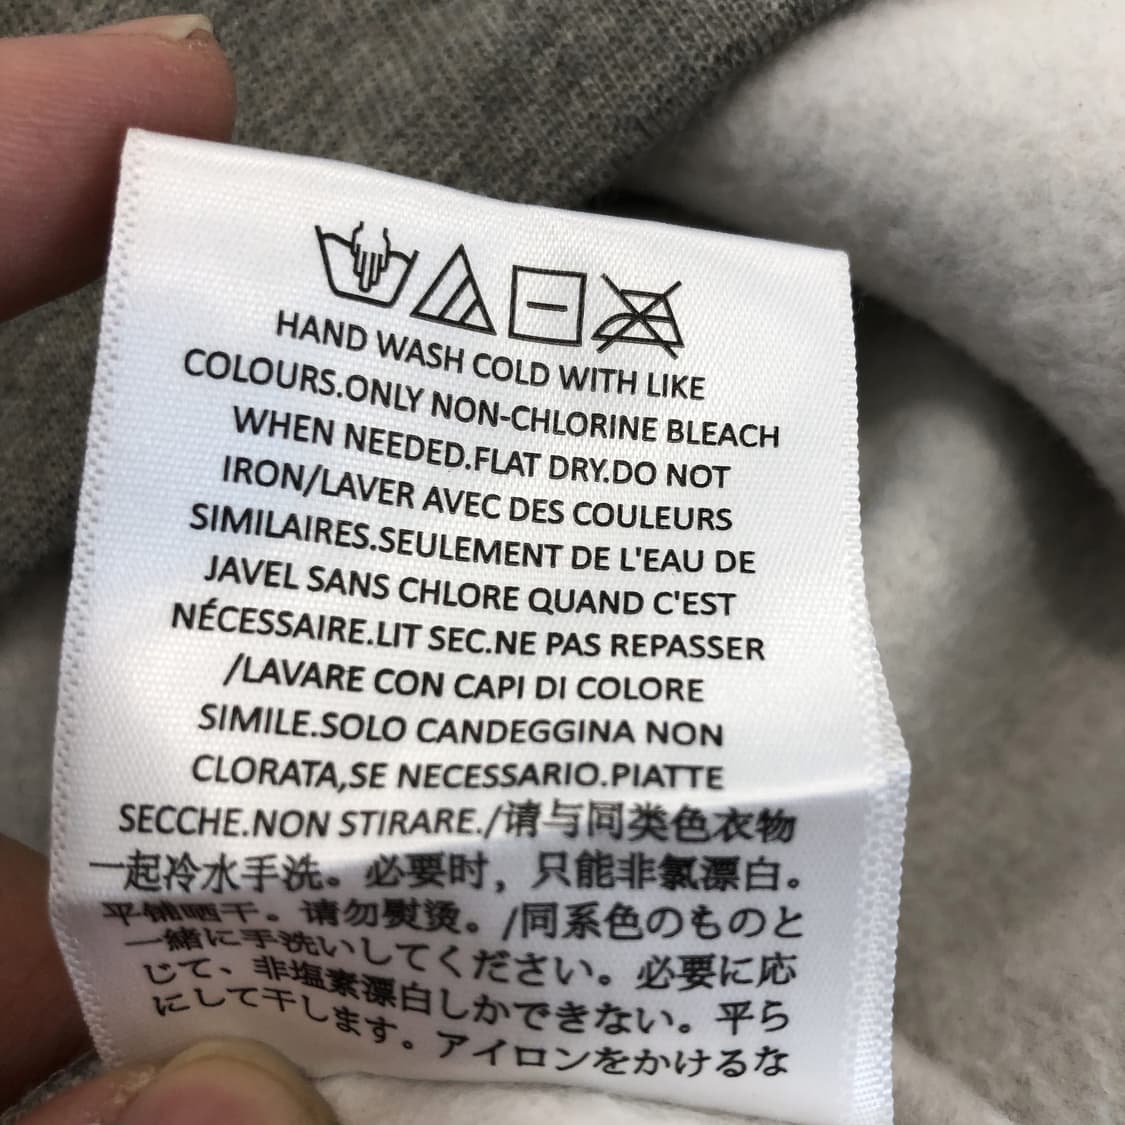 HAND WASH COLD WITH LIKE
COLOURS.ONLY NON-CHLORINE BLEACH
WHEN NEEDED.FLAT DRY.DO NOT
IRON/LAVER AVEC DES COULEURS
SIMILAIRES.SEULEMENT DE L'EAU DE
JAVEL SANS CHLORE QUAND C'EST
NÉCESSAIRE.LIT SEC.NE PAS REPASSER
/LAVARE CON CAPI DI COLORE
SIMILE.SOLO CANDEGGINA NON
CLORATA,SE NECESSARIO.PIATTE
SECCHE.NON STIRARE./请与同类色衣物
一起冷水手洗。必要时，只能非氯漂白。
平铺晒干。请勿熨烫。/同系色のものと
一緒に手洗いしてください。必要に応
じて、非塩素漂白しかできない。平ら
にして干します。アイロンをかけるな